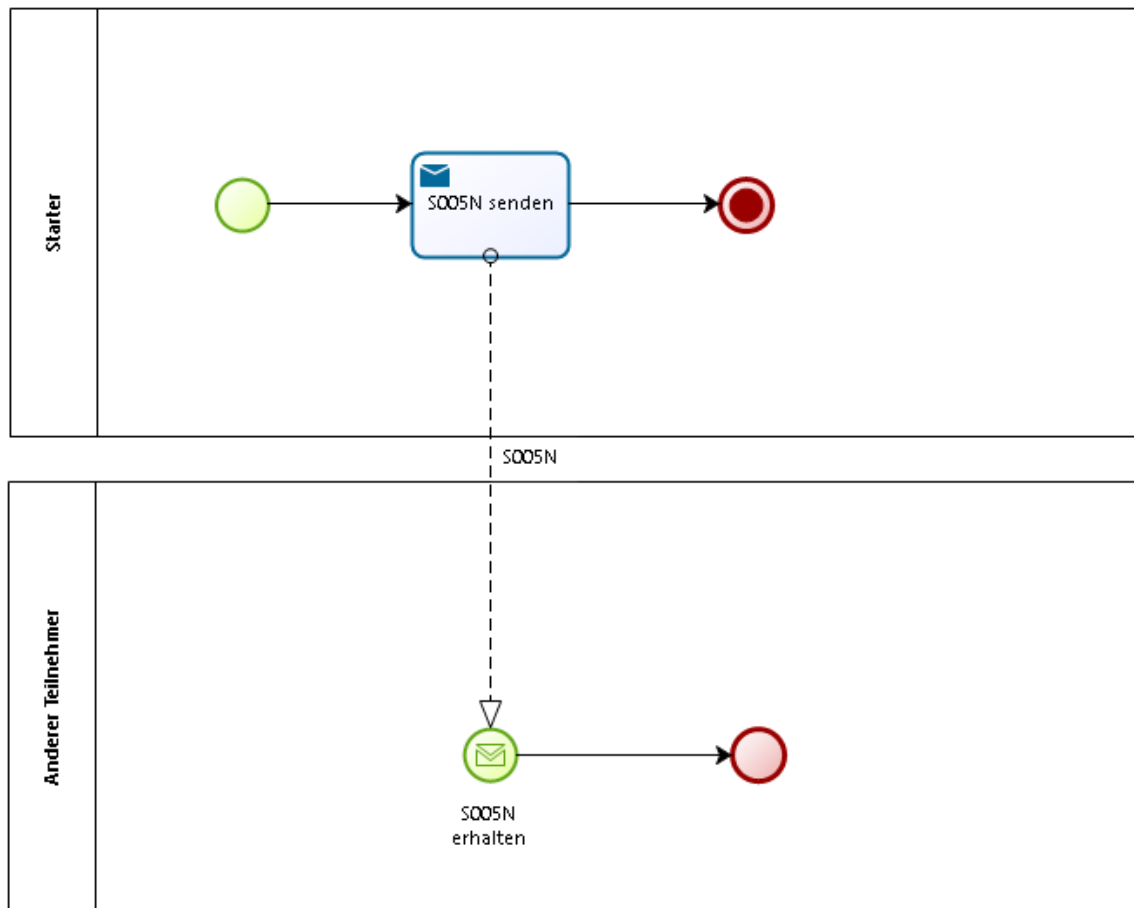 Starter
S005N senden
S005N
Anderer Teilnehmer
S005N
erhalten